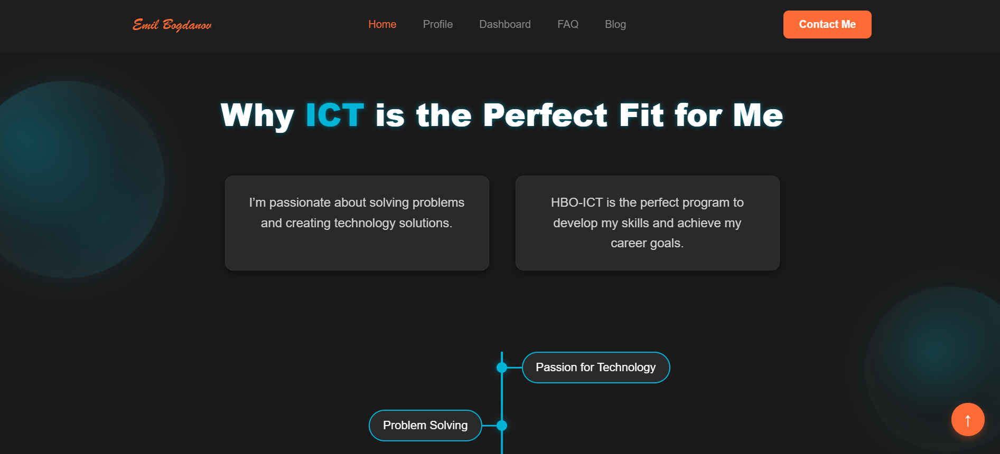 Emil Bogdanov
Home
Profile
Dashboard
FAQ
Blog
Contact Me
Why ICT is the Perfect Fit for Me
I’m passionate about solving problems
and creating technology solutions.
HBO-ICT is the perfect program to
develop my skills and achieve my
career goals.
Passion for Technology
Problem Solving
↑